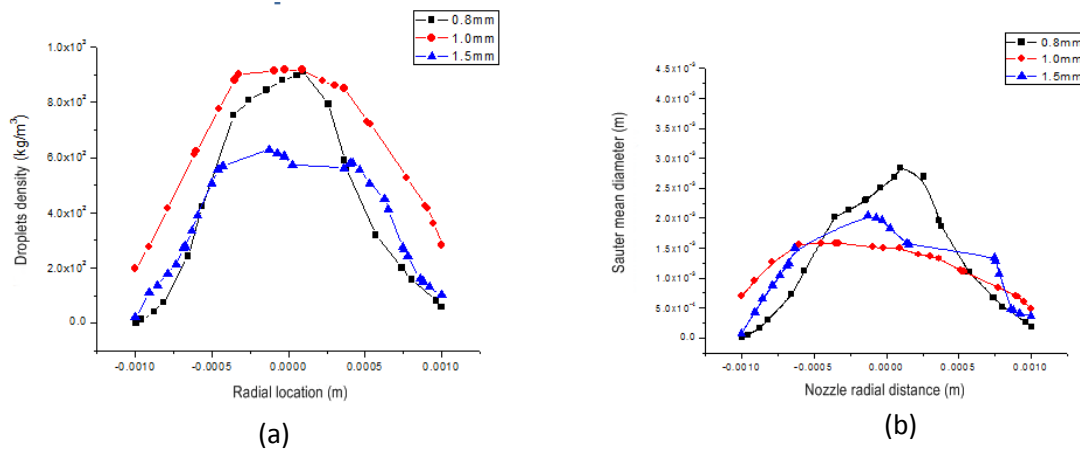 0.8mm
1.0mm
1.5mm
1.0x10²
8.0x10²
6.0x10²
4.0x10²
2.0x10²
0.0
Droplets density (kg/m³)
-0.0010 -0.0005 0.0000 0.0005 0.0010
Radial location (m)
(a)
0.8mm
1.0mm
1.5mm
Sauter mean diameter (m)
0.0
-0.0010 -0.0005 0.0000 0.0005 0.0010
Nozzle radial distance (m)
(b)